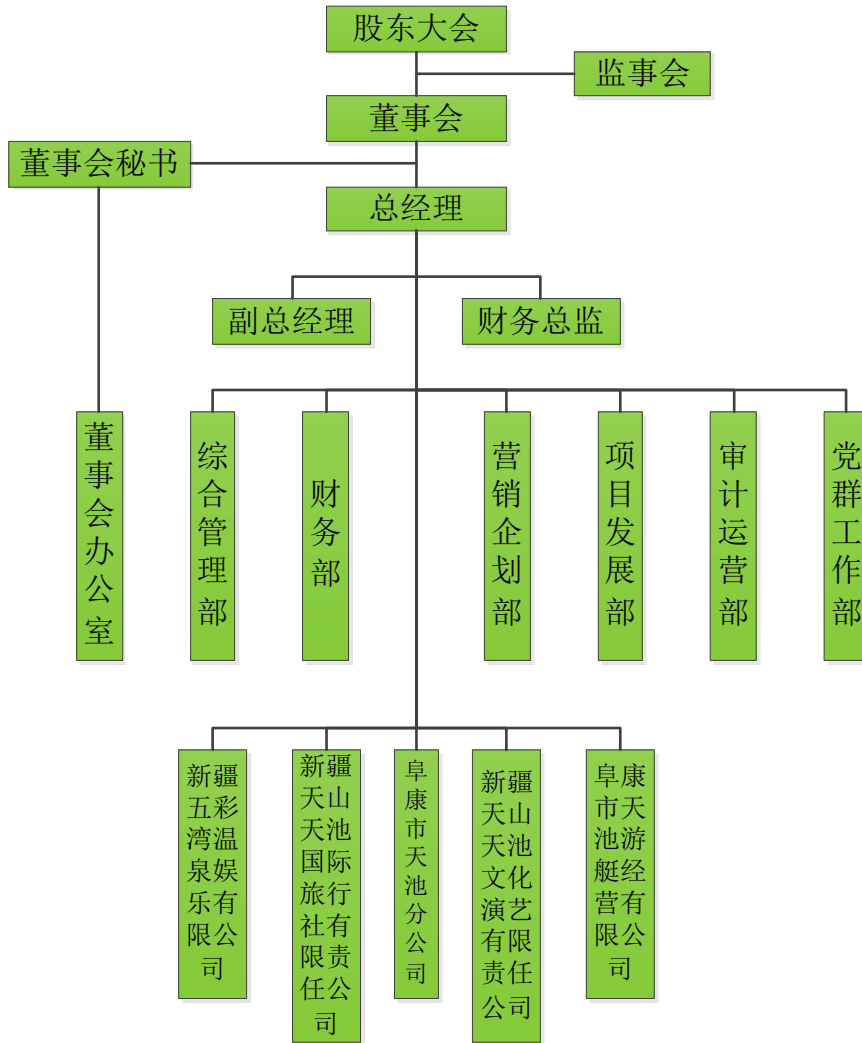 股东大会
监事会
董事会
董事会秘书
总经理
副总经理
财务总监
董事会办公室
综合管理部
财务部
营销企划部
项目发展部
审计运营部
党群工作部
新疆五彩湾温泉娱乐有限公司
新疆天山天池国际旅行社有限责任公司
阜康市天池分公司
新疆天山天池文化演艺有限责任公司
阜康市天池游艇经营有限公司